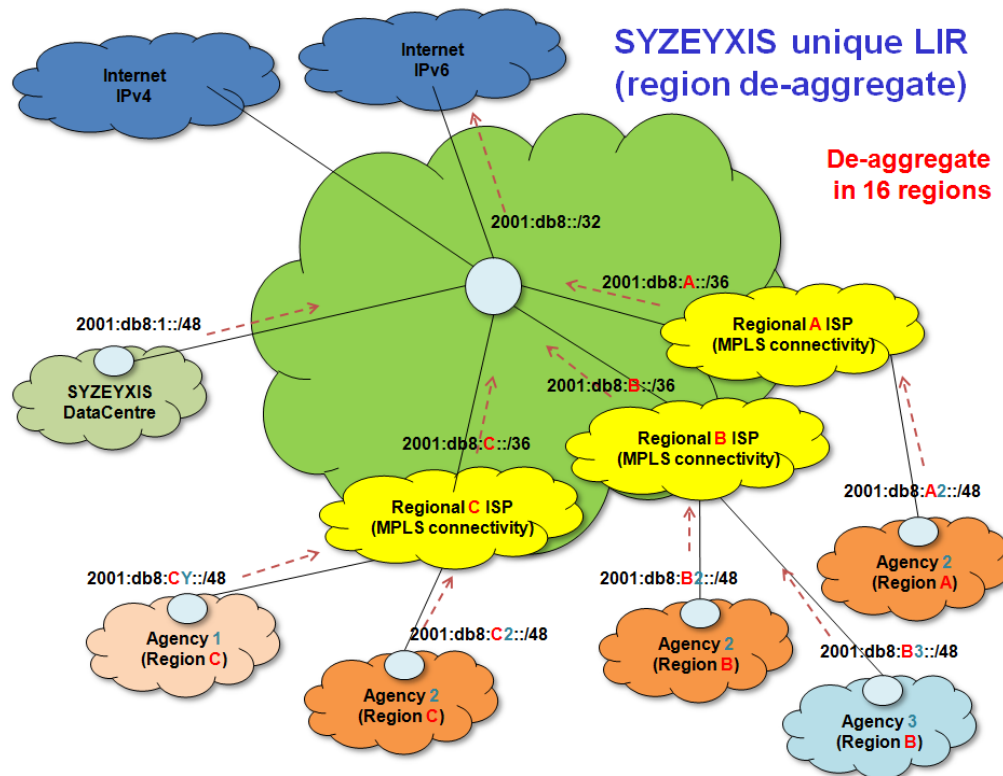 SYZEYXIS unique LIR
(region de-aggregate)
Internet
IPv4
Internet
IPv6
De-aggregate
in 16 regions
2001:db8::/32
2001:db8:A::/36
Regional A ISP
(MPLS connectivity)
2001:db8:1::/48
SYZEYXIS
DataCentre
2001:db8:B::/36
Regional B ISP
(MPLS connectivity)
2001:db8:C::/36
Regional C ISP
(MPLS connectivity)
2001:db8:A2::/48
Agency 2
(Region A)
2001:db8:CY::/48
Agency 1
(Region C)
2001:db8:C2::/48
Agency 2
(Region C)
2001:db8:B2::/48
Agency 2
(Region B)
2001:db8:B3::/48
Agency 3
(Region B)